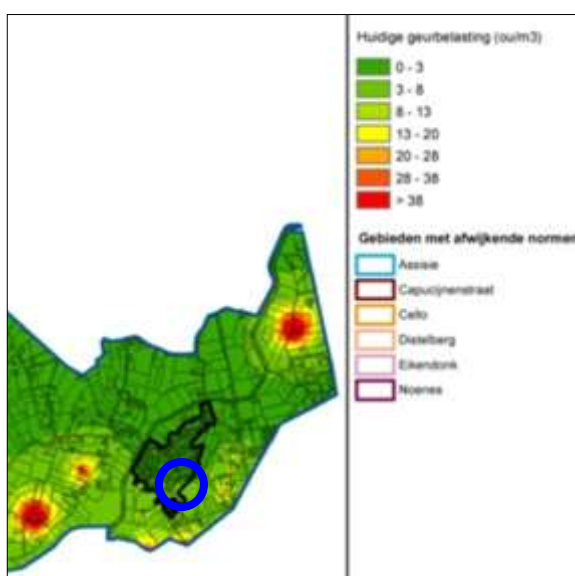 Huidige geurbelasting (ou/m3)
0 - 3
3 - 8
8 - 13
13 - 20
20 - 28
28 - 38
> 38
Gebieden met afwijkende normen
Assisie
Capucijnenstraat
Cello
Distelberg
Eikendonk
Noenes